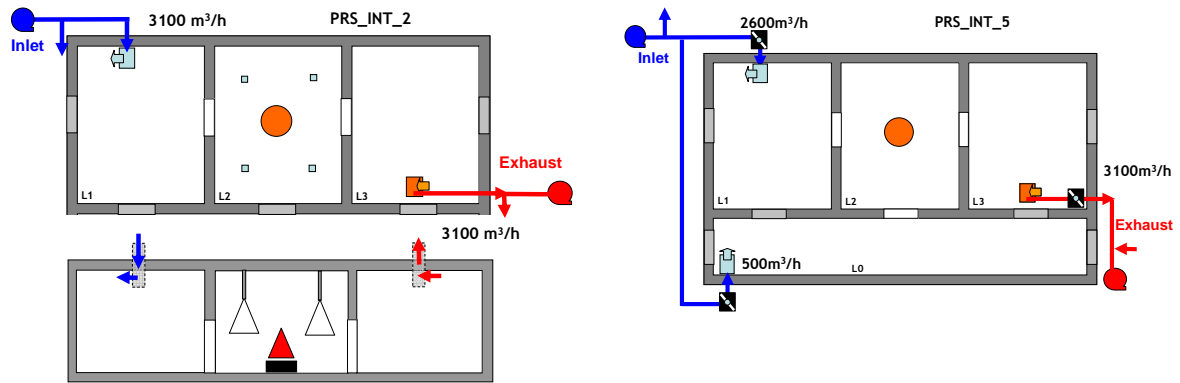 3100 m³/h
PRS_INT_2
Inlet
Exhaust
L1
L2
L3
3100 m³/h
2600m³/h
PRS_INT_5
Inlet
3100m³/h
L1
L2
L3
Exhaust
500m³/h
L0